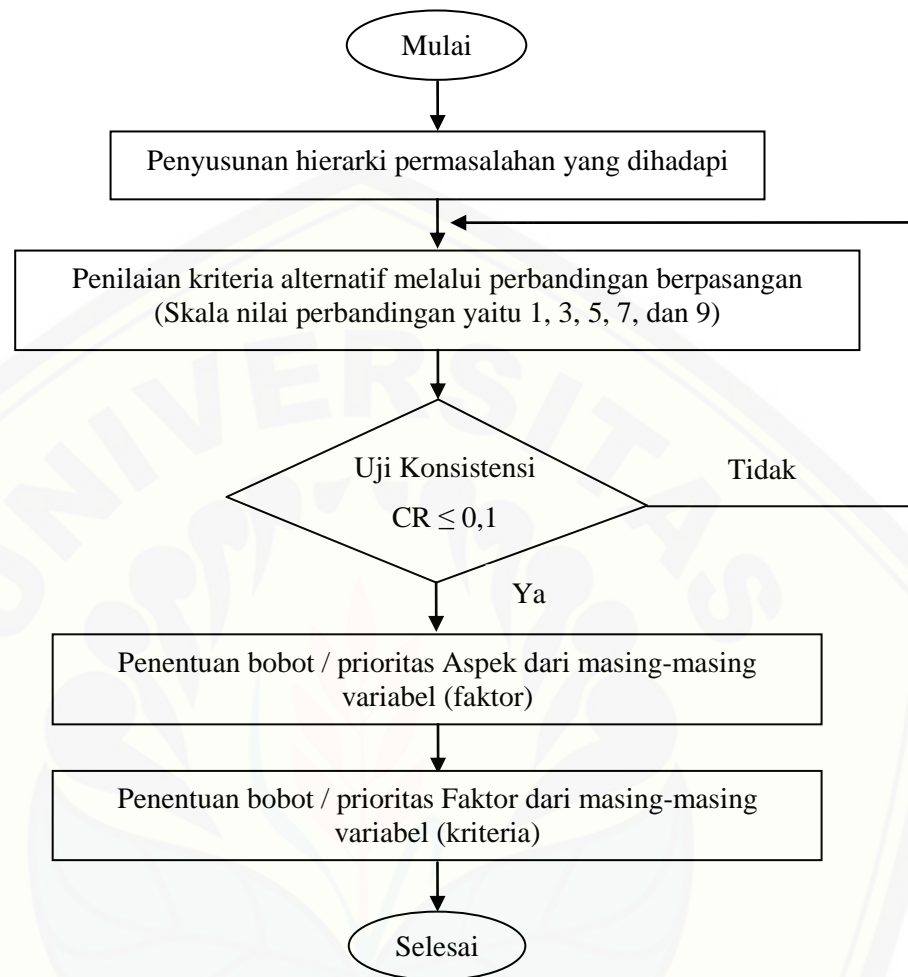 Mulai
Penyusunan hierarki permasalahan yang dihadapi
Penilaian kriteria alternatif melalui perbandingan berpasangan
(Skala nilai perbandingan yaitu 1, 3, 5, 7, dan 9)
Uji Konsistensi
CR ≤ 0,1
Tidak
Ya
Penentuan bobot / prioritas Aspek dari masing-masing
variabel (faktor)
Penentuan bobot / prioritas Faktor dari masing-masing
variabel (kriteria)
Selesai
UNIVERSITAS